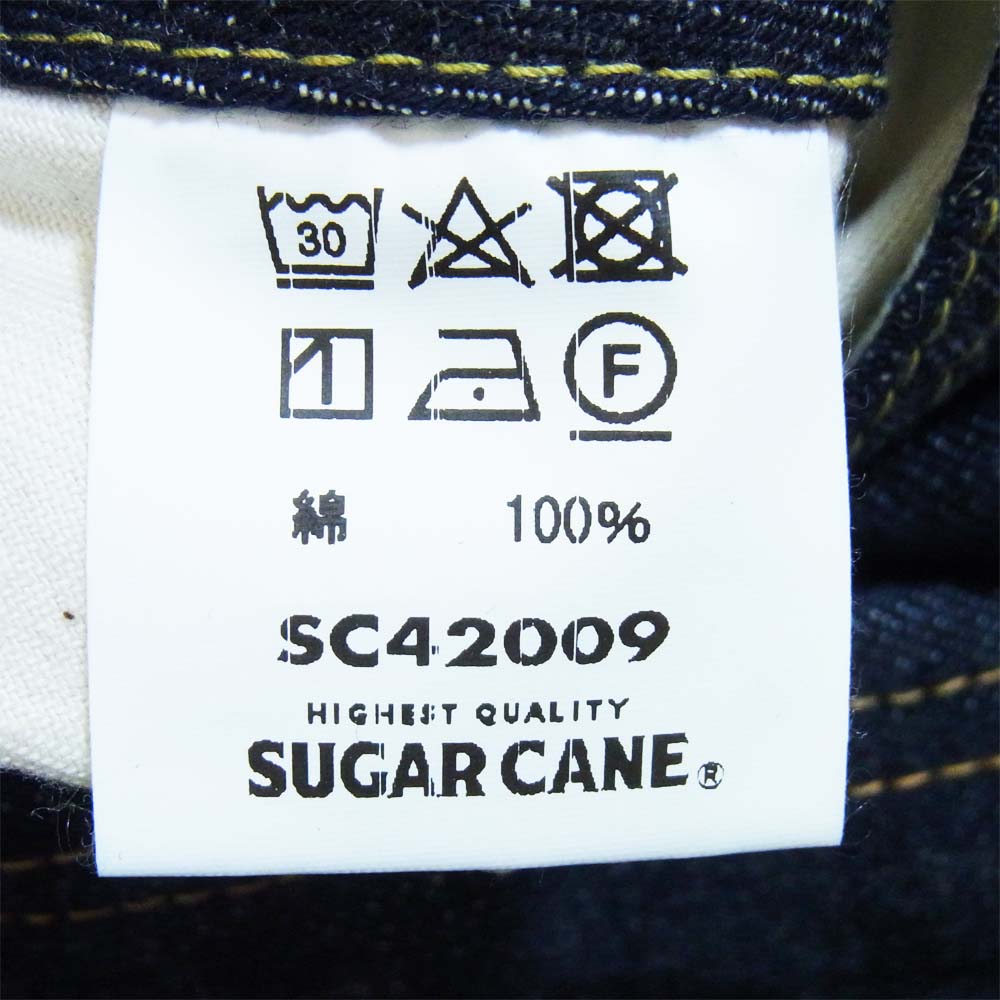 30
F
綿 100%
SC42009
HIGHEST QUALITY
SUGAR CANE®